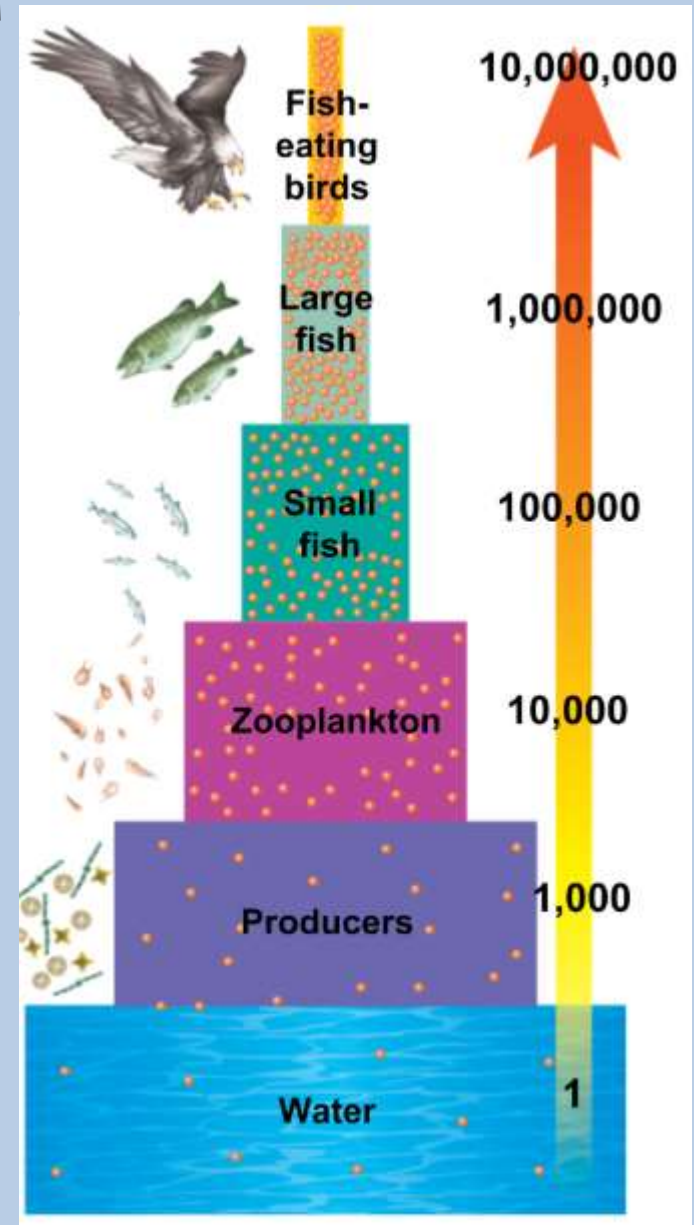 10,000,000
Fish-
eating
birds
Large
fish
1,000,000
Small
fish
100,000
Zooplankton
10,000
Producers
1,000
Water
1